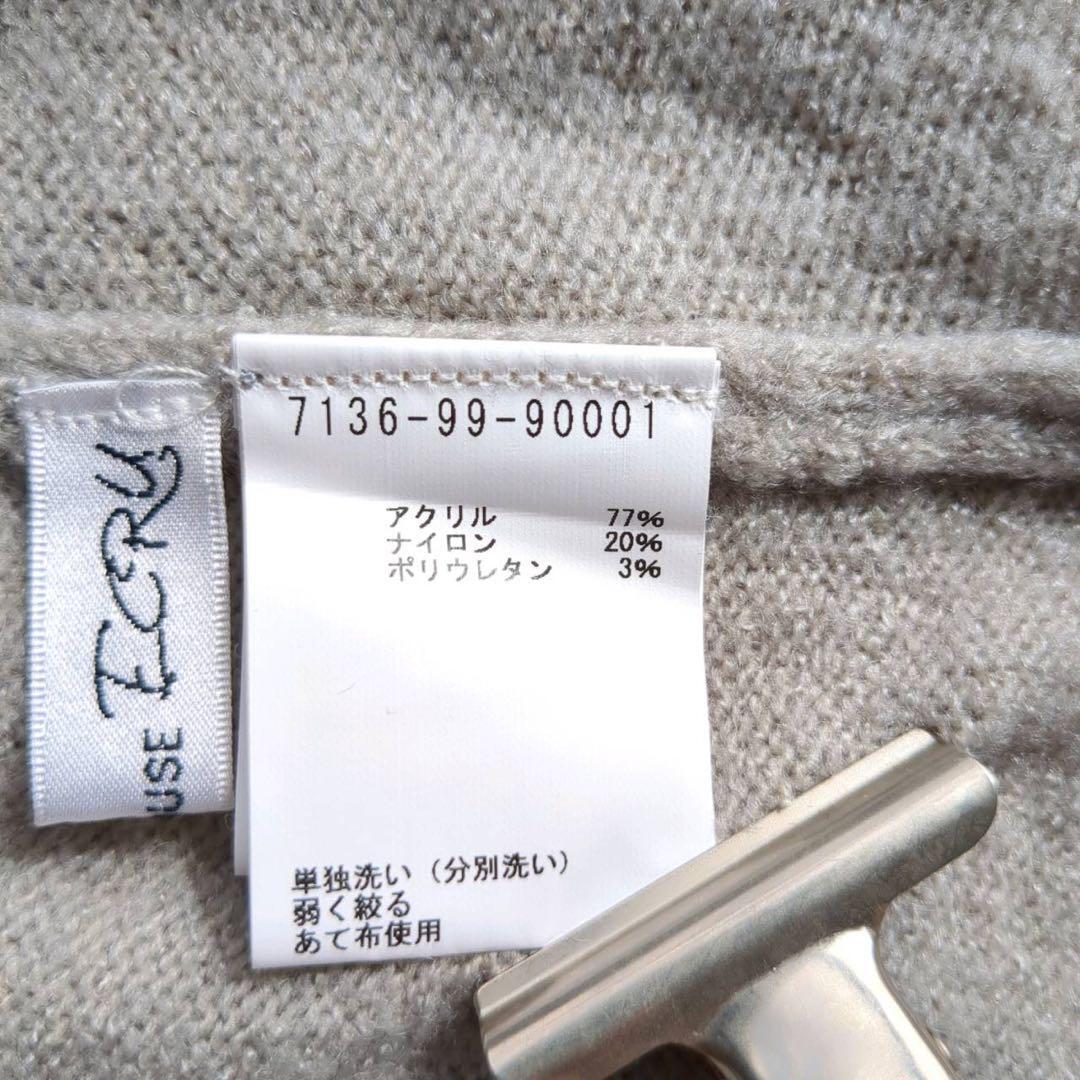 ECRU
USE
7136-99-90001
アクリル 77%
ナイロン 20%
ポリウレタン 3%
単独洗い（分別洗い）
弱く絞る
あて布使用